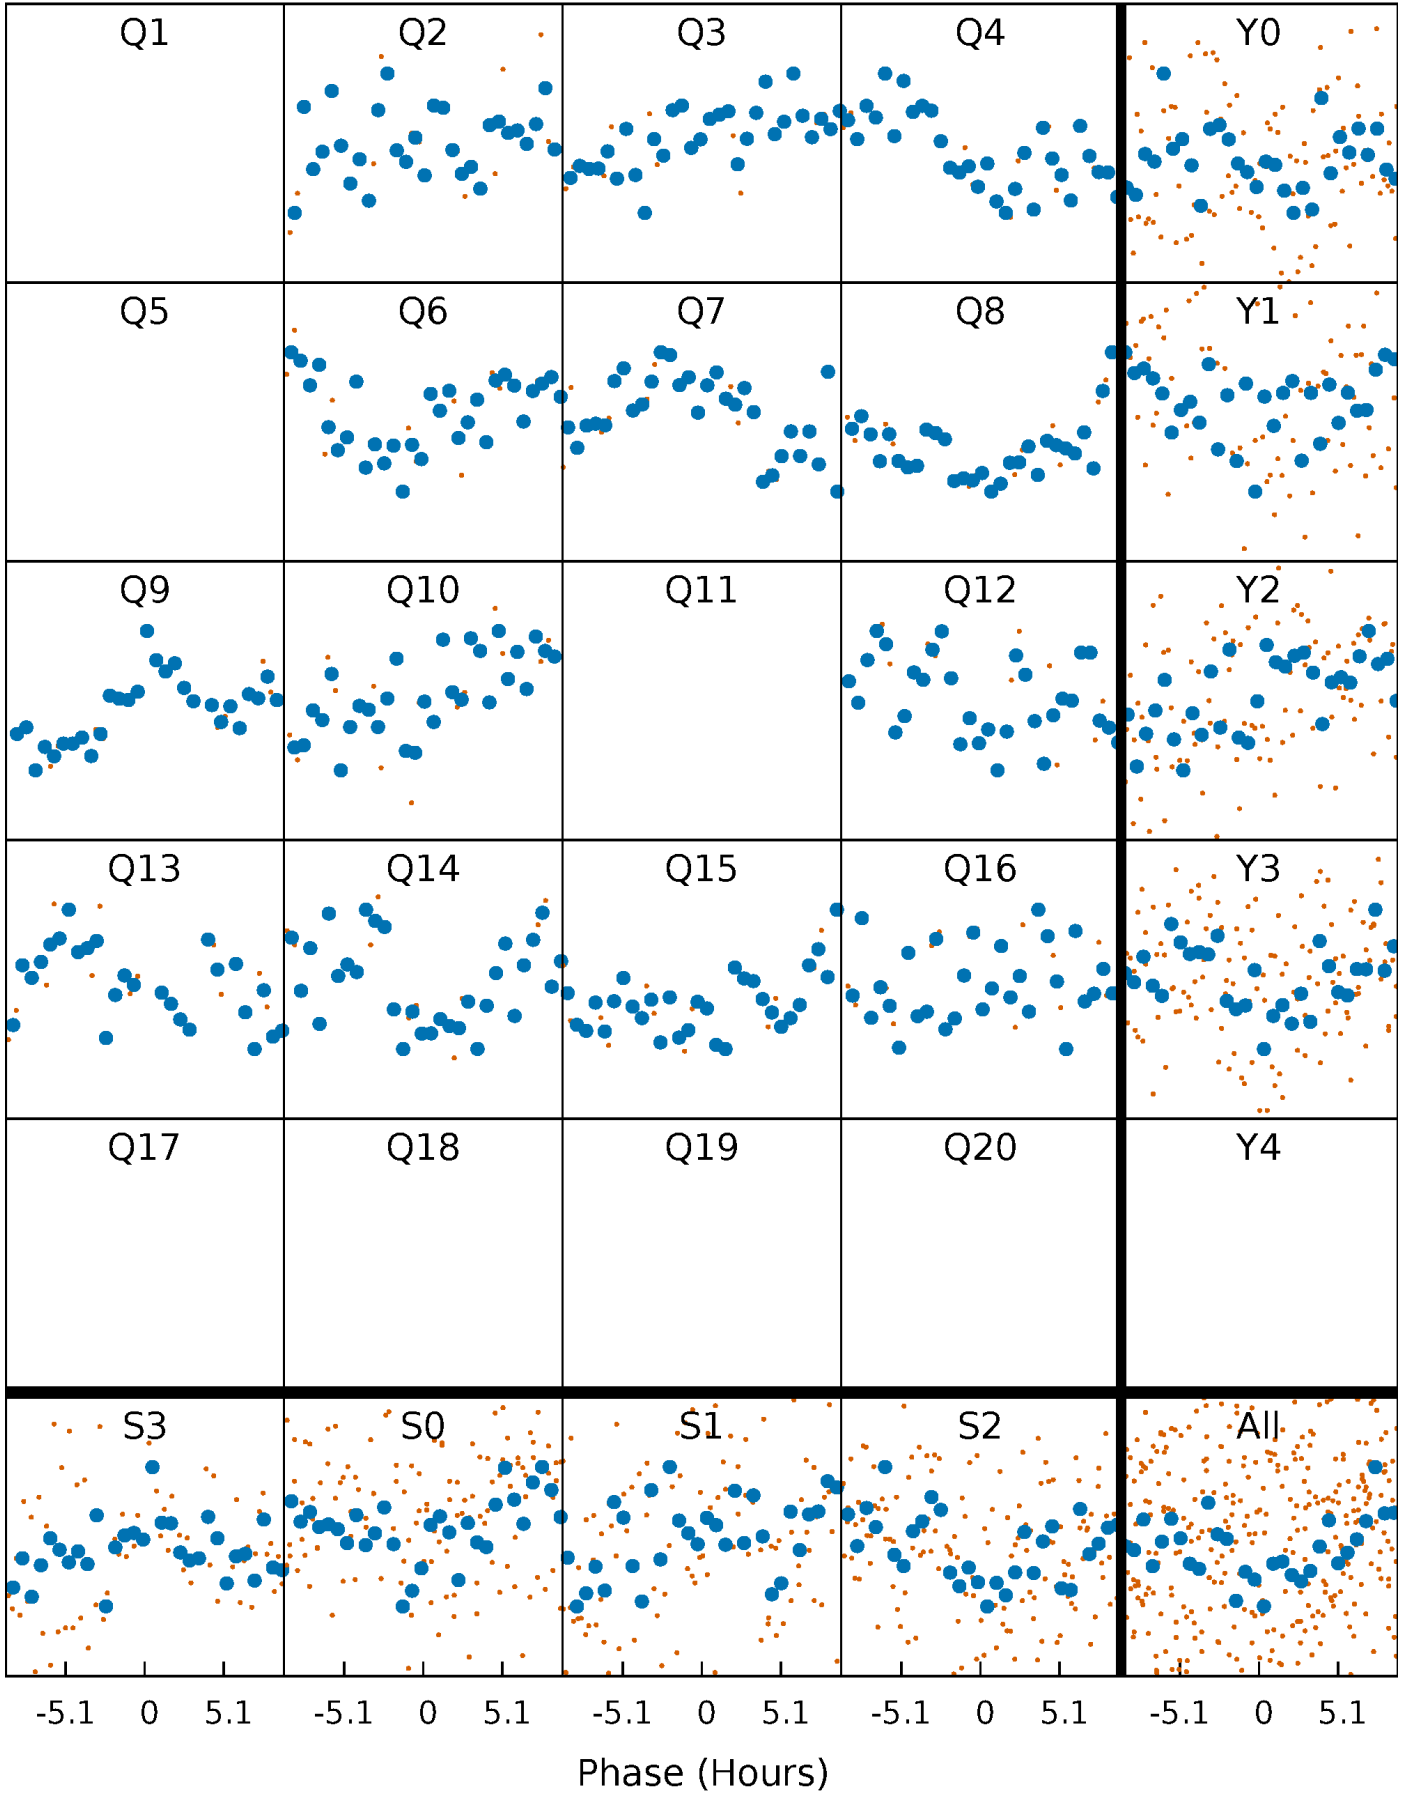 Q1 Q2 Q3 Q4 Y0
Q5 Q6 Q7 Q8 Y1
Q9 Q10 Q11 Q12 Y2
Q13 Q14 Q15 Q16 Y3
Q17 Q18 Q19 Q20 Y4
S3 S0 S1 S2 All
-5.1 0 5.1 -5.1 0 5.1 -5.1 0 5.1 -5.1 0 5.1 -5.1 0 5.1
Phase (Hours)